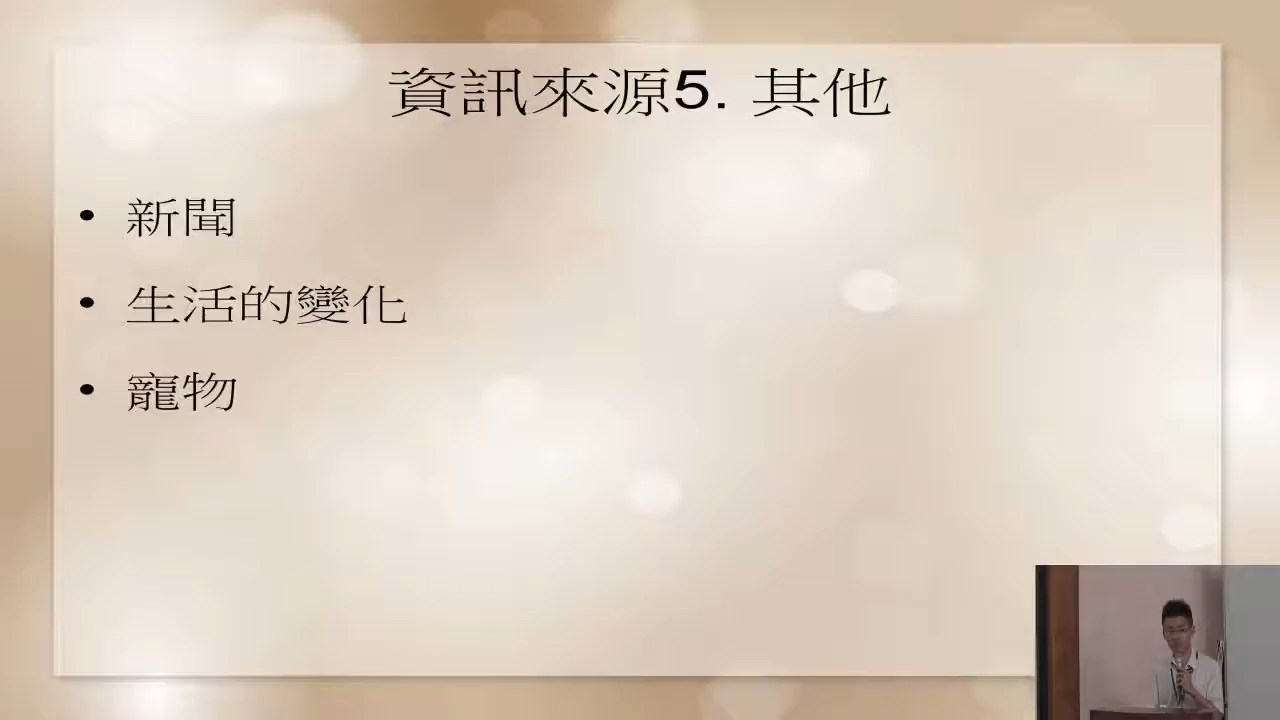 資訊來源5. 其他
• 新聞
• 生活的變化
• 寵物